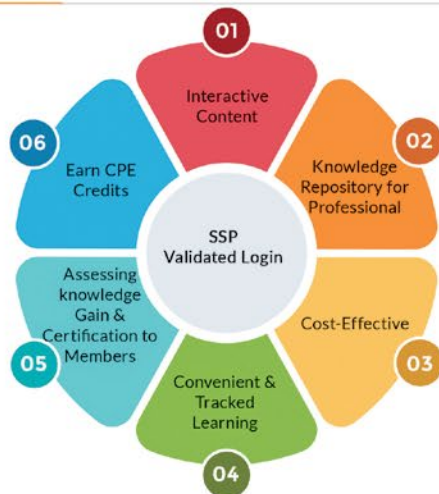 01
Interactive
Content
02
Knowledge
Repository for
Professional
03
Cost-Effective
04
Convenient &
Tracked
Learning
05
Assessing
knowledge
Gain &
Certification to
Members
06
Earn CPE
Credits
SSP
Validated Login